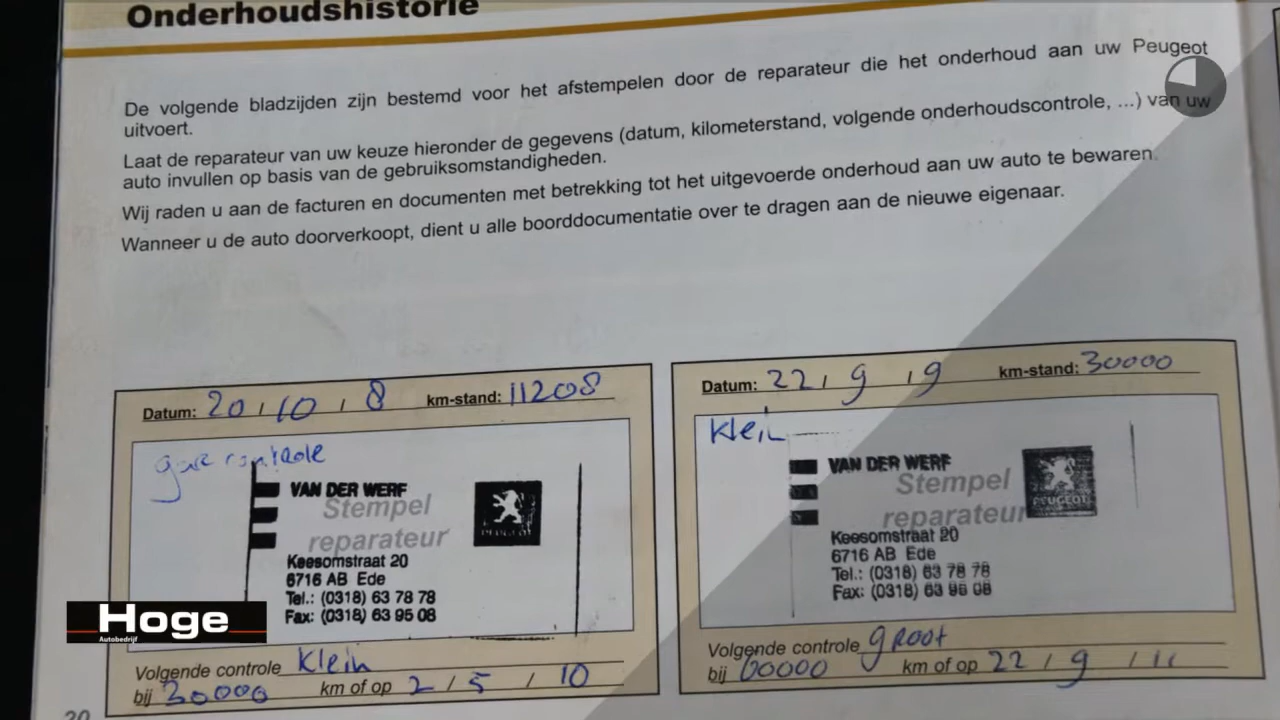 Onderhoudshistorie
De volgende bladzijden zijn bestemd voor het afstempelen door de reparateur die het onderhoud aan uw Peugeot
uitvoert.
Laat de reparateur van uw keuze hieronder de gegevens (datum, kilometerstand, volgende onderhoudscontrole, ...) van uw
auto invullen op basis van de gebruiksomstandigheden.
Wij raden u aan de facturen en documenten met betrekking tot het uitgevoerde onderhoud aan uw auto te bewaren.
Wanneer u de auto doorverkoopt, dient u alle boorddocumentatie over te dragen aan de nieuwe eigenaar.
Datum: 20 / 10 / 8 km-stand: 11208
controle
VAN DER WERF
Stempel
reparateur
PEUGEOT
Keesomstraat 20
6716 AB Ede
Tel.: (0318) 63 78 78
Fax: (0318) 63 95 08
Volgende controle Klein
bij 30000 km of op 2 / 5 / 10
Datum: 22 / 9 / 9 km-stand: 30000
Klein
VAN DER WERF
Stempel
reparateur
PEUGEOT
Keesomstraat 20
6716 AB Ede
Tel.: (0318) 63 78 78
Fax: (0318) 63 95 08
Volgende controle groot
bij 60000 km of op 22 / 9 / 11
Hoge
Autobedrijf
20